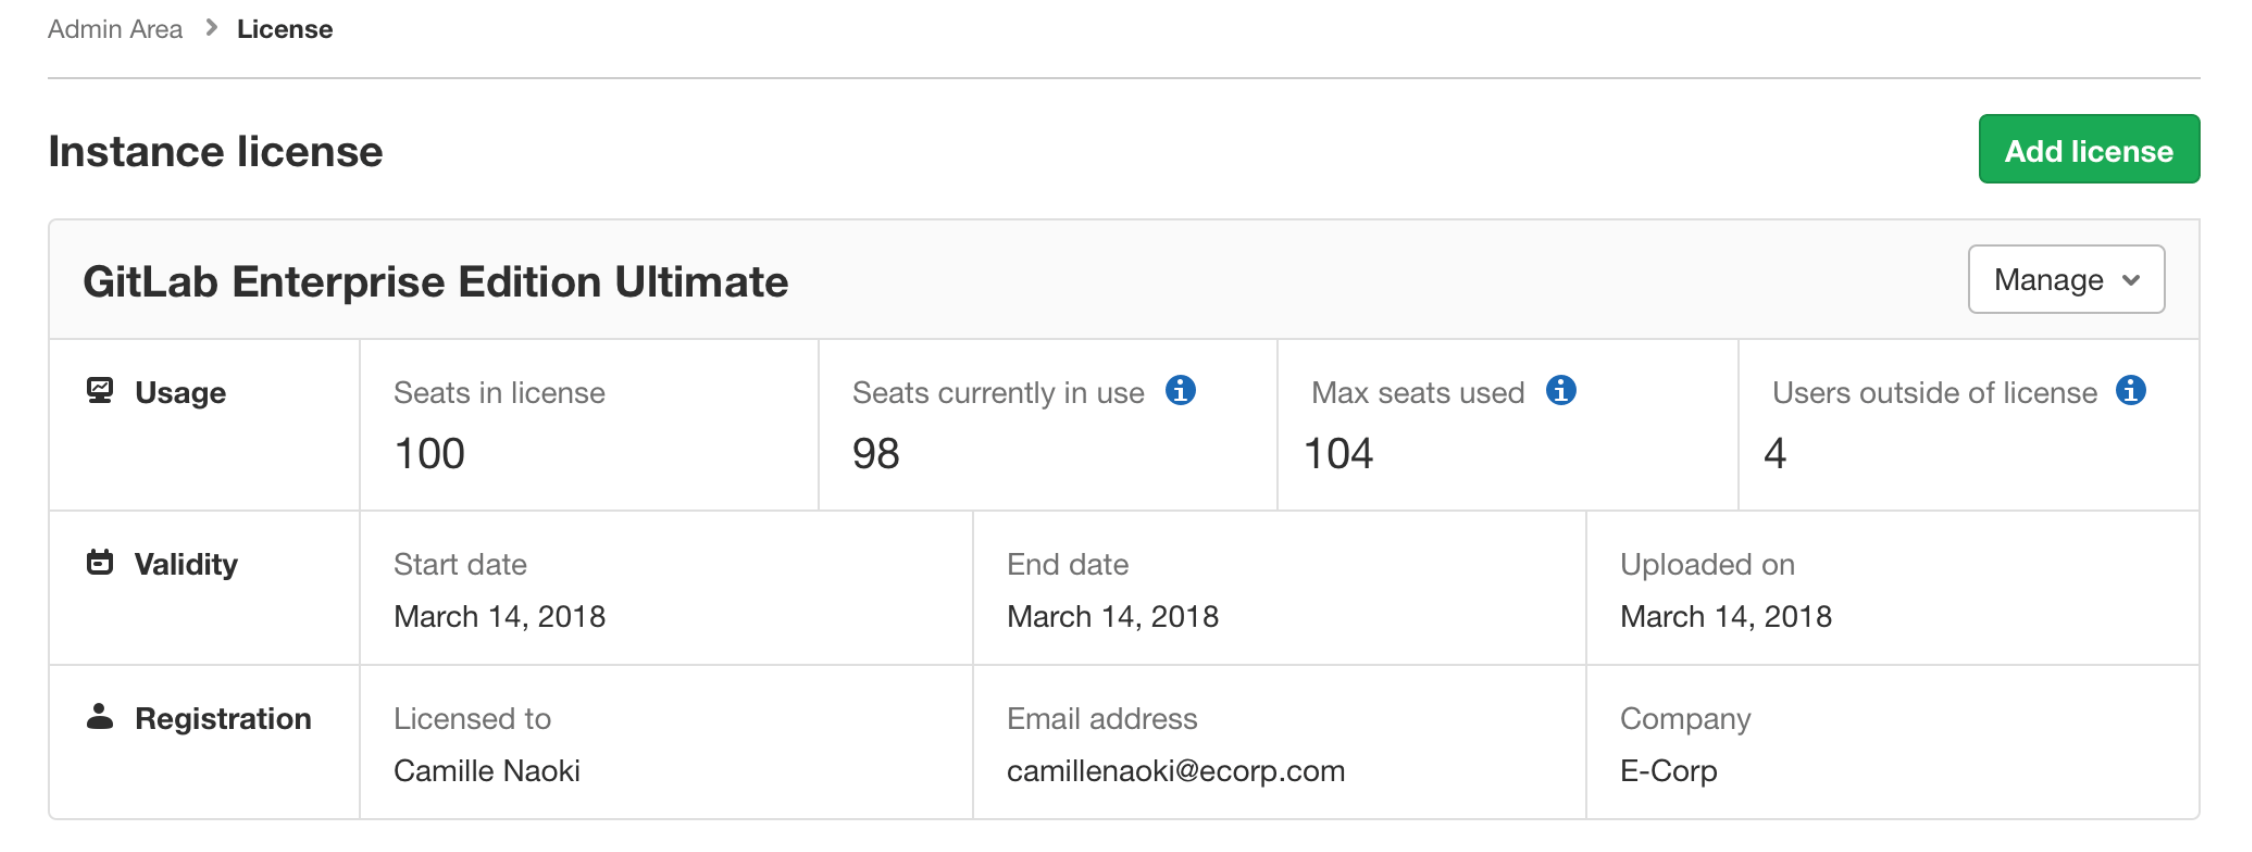 Admin Area > License
Instance license
Add license
GitLab Enterprise Edition Ultimate
Manage
Usage
Seats in license
100
Seats currently in use
98
Max seats used
104
Users outside of license
4
Validity
Start date
March 14, 2018
End date
March 14, 2018
Uploaded on
March 14, 2018
Registration
Licensed to
Camille Naoki
Email address
camillenaoki@ecorp.com
Company
E-Corp